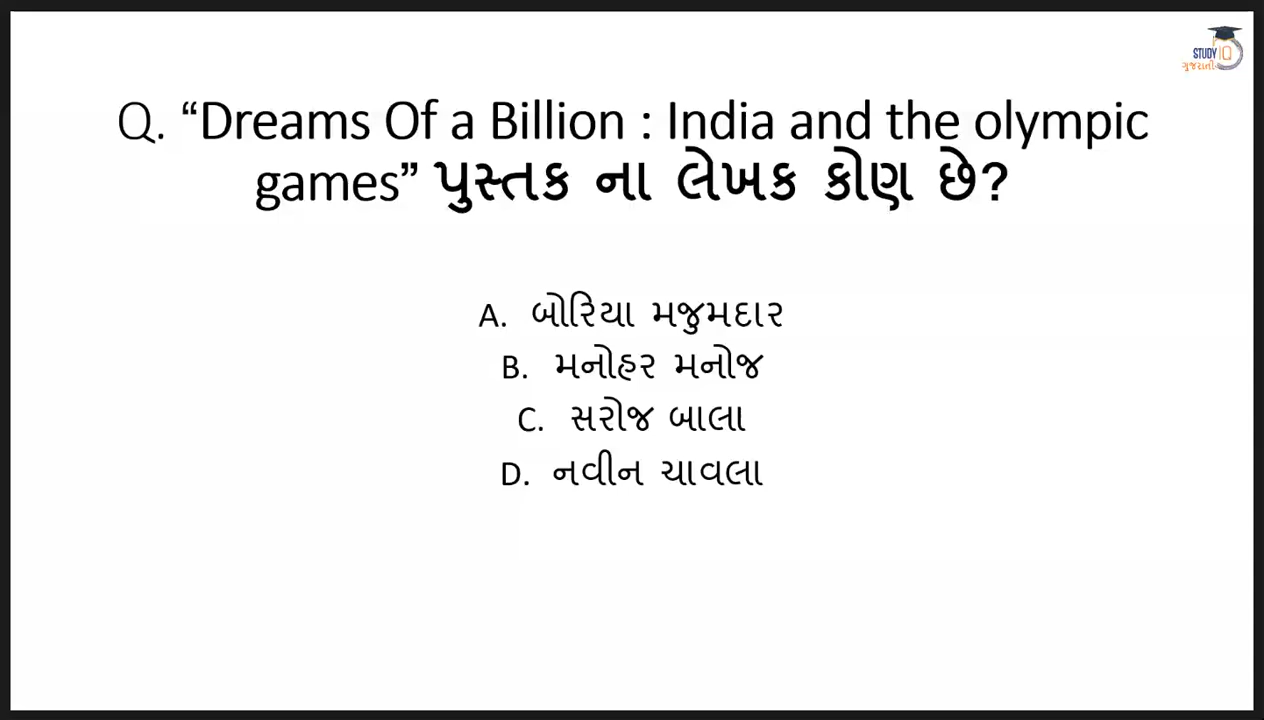 STUDY IQ
ગુજરાતી
Q. “Dreams Of a Billion : India and the olympic
games” પુસ્તક ના લેખક કોણ છે?
A. બોરિયા મજુમદાર
B. મનોહર મનોજ
C. સરોજ બાલા
D. નવીન ચાવલા